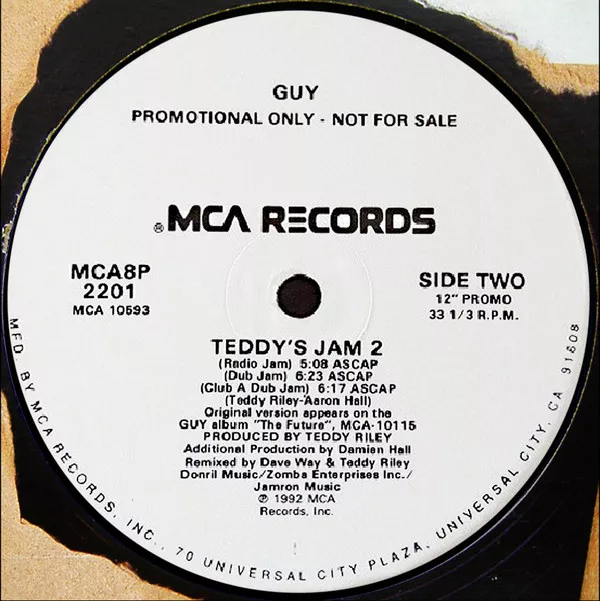 GUY
PROMOTIONAL ONLY - NOT FOR SALE
® MCA RECORDS
MCA8P
2201
MCA 10593
SIDE TWO
12" PROMO
33 1/3 R.P.M.
TEDDY'S JAM 2
(Radio Jam) 5:08 ASCAP
(Dub Jam) 6:23 ASCAP
(Club A Dub Jam) 6:17 ASCAP
(Teddy Riley-Aaron Hall)
Original version appears on the
GUY album "The Future", MCA-10115
PRODUCED BY TEDDY RILEY
Additional Production by Damien Hall
Remixed by Dave Way & Teddy Riley
Donril Music/Zomba Enterprises Inc./
Jamron Music
℗ 1992 MCA
Records, Inc.
MFD. BY MCA RECORDS, INC., 70 UNIVERSAL CITY PLAZA, UNIVERSAL CITY, CA 91608